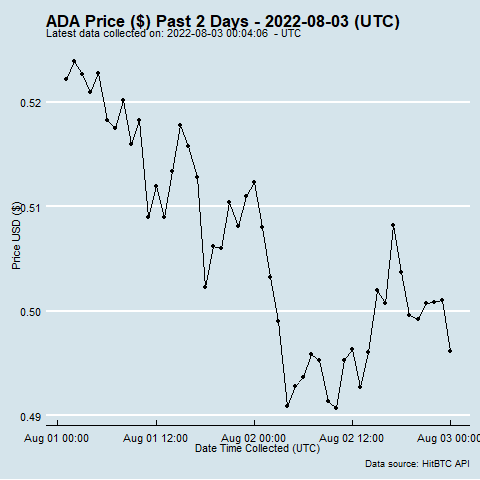 ADA Price ($) Past 2 Days - 2022-08-03 (UTC)
Latest data collected on: 2022-08-03 00:04:06 - UTC
0.52
0.51
0.50
0.49
Price USD ($)
Aug 01 00:00 Aug 01 12:00 Aug 02 00:00 Aug 02 12:00 Aug 03 00:00
Date Time Collected (UTC)
Data source: HitBTC API